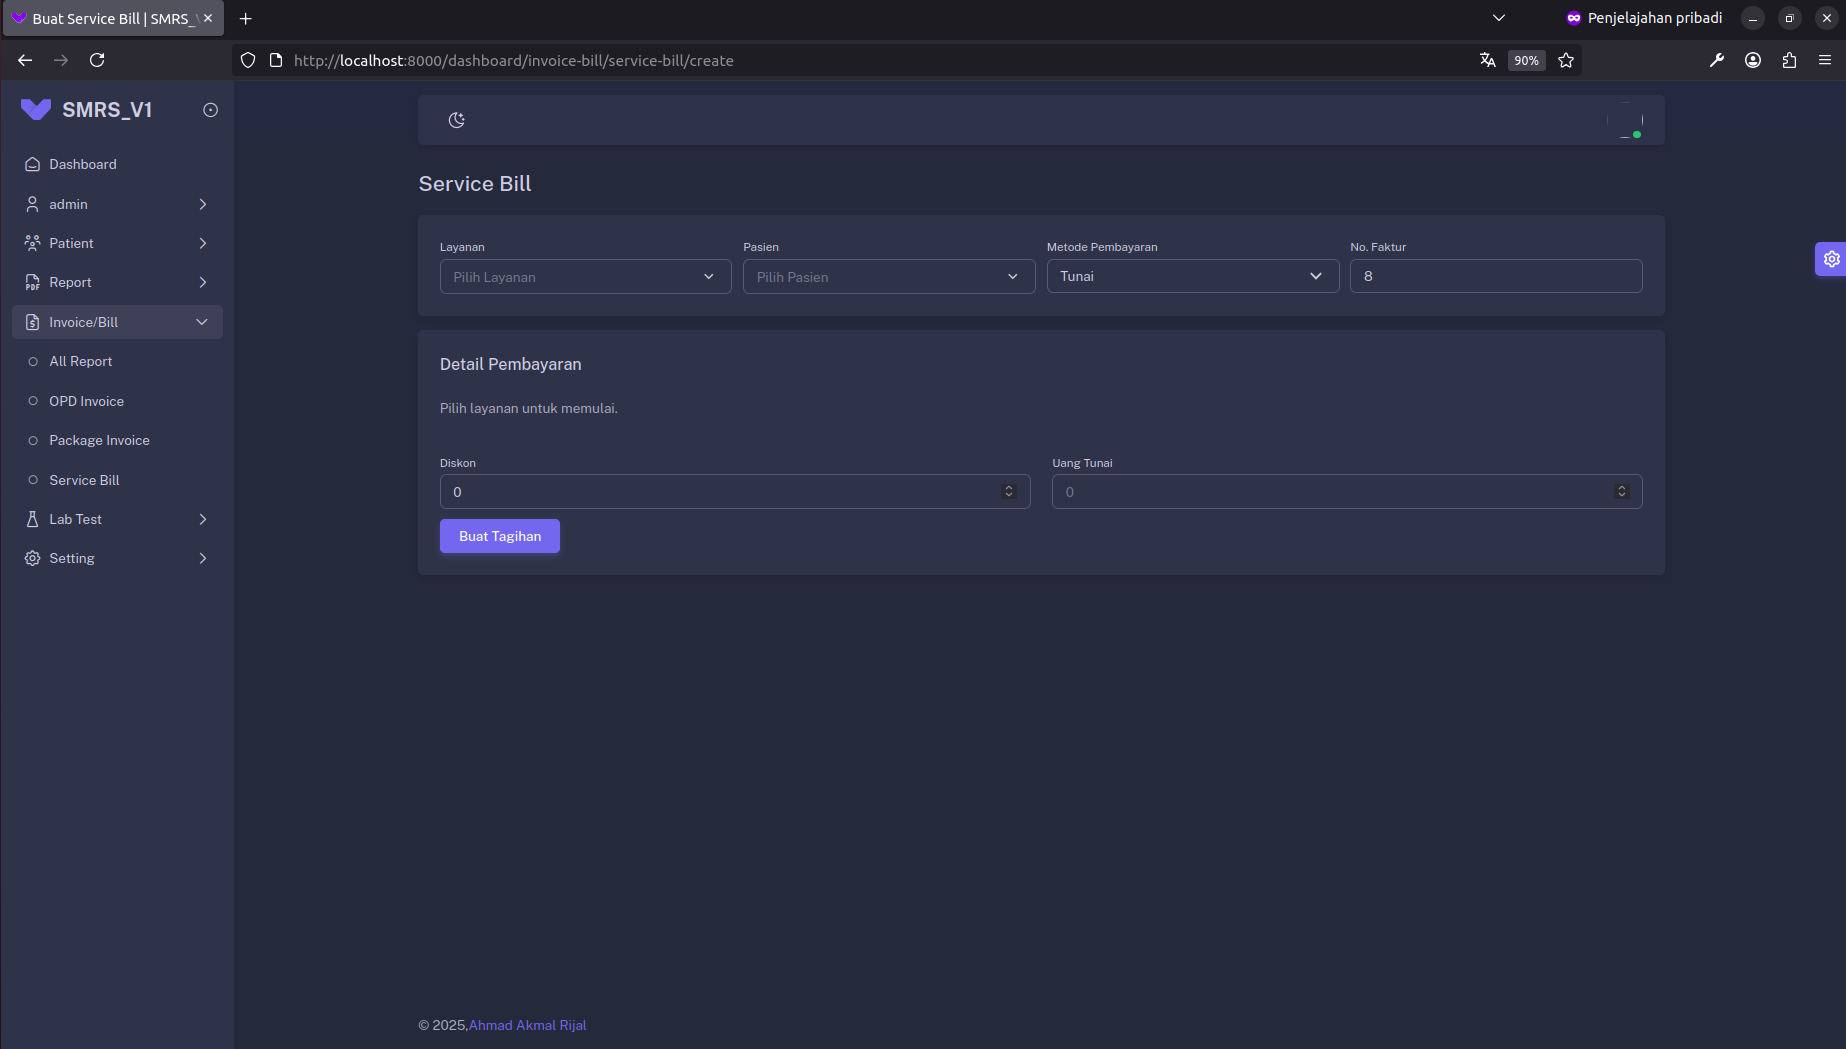 Buat Service Bill | SMRS_
Penjelajahan pribadi
http://localhost:8000/dashboard/invoice-bill/service-bill/create
90%
SMRS_V1
Dashboard
admin
Patient
Report
Invoice/Bill
All Report
OPD Invoice
Package Invoice
Service Bill
Lab Test
Setting
Service Bill
Layanan
Pasien
Metode Pembayaran
No. Faktur
Pilih Layanan
Pilih Pasien
Tunai
8
Detail Pembayaran
Pilih layanan untuk memulai.
Diskon
Uang Tunai
0
0
Buat Tagihan
© 2025,Ahmad Akmal Rijal